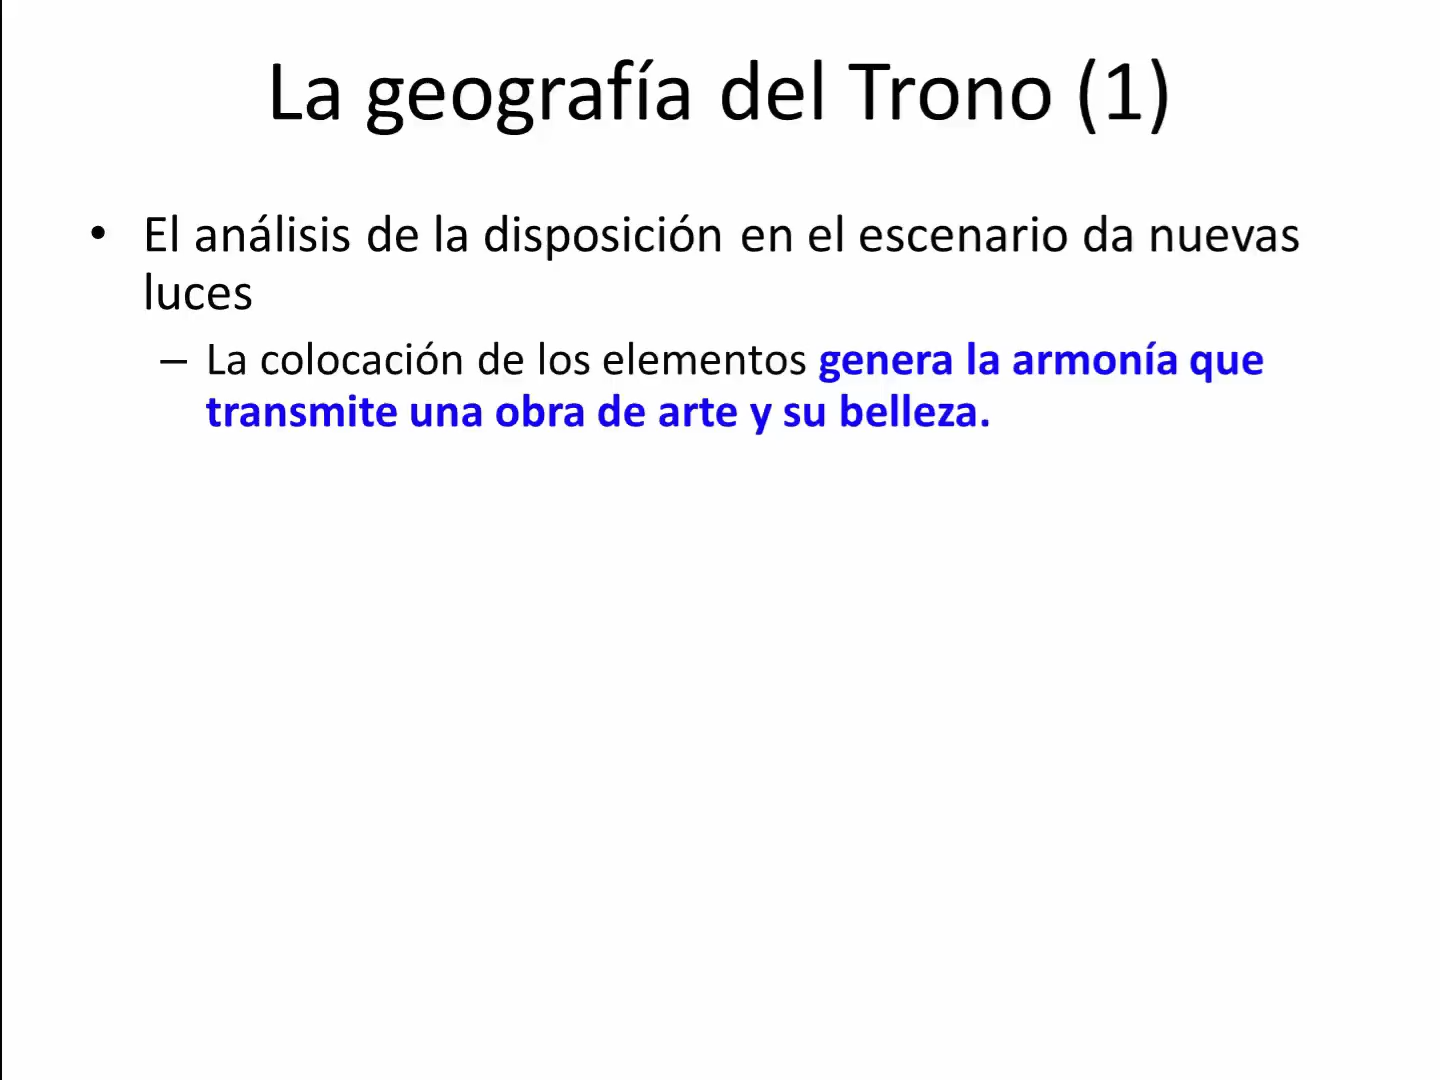 La geografía del Trono (1)
• El análisis de la disposición en el escenario da nuevas
luces
– La colocación de los elementos genera la armonía que
transmite una obra de arte y su belleza.